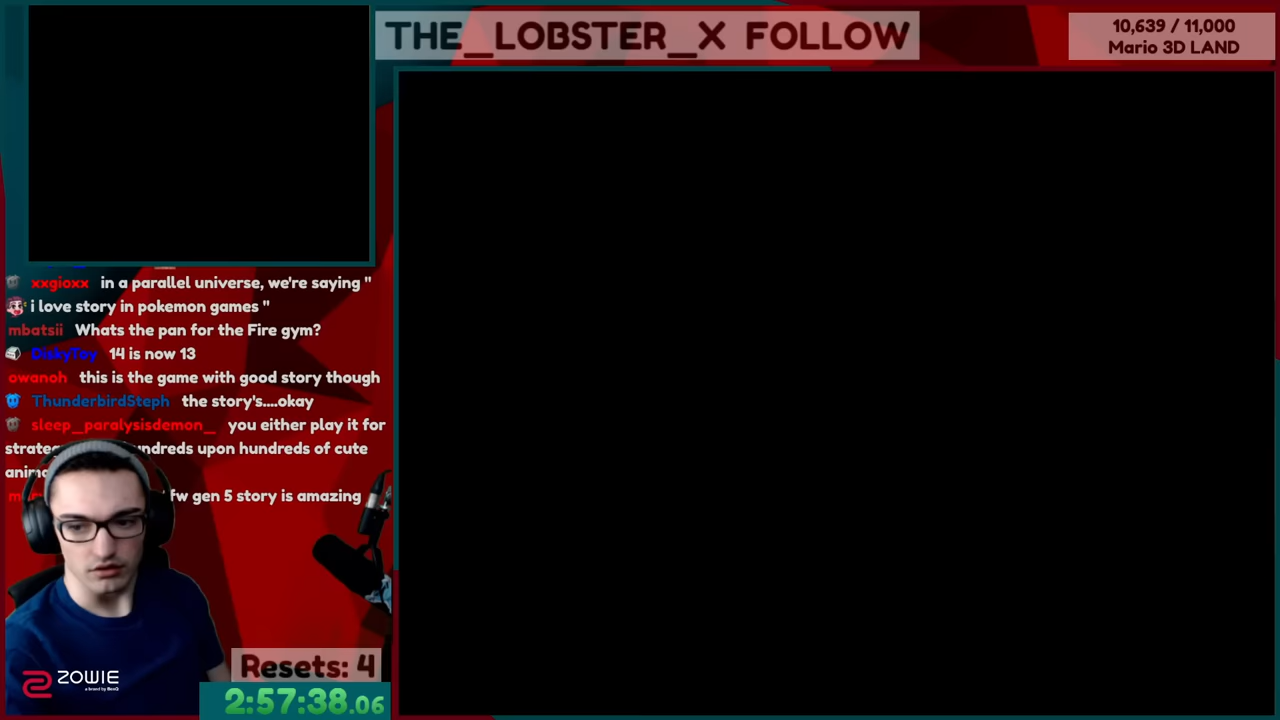 THE_LOBSTER_X FOLLOW
10,639 / 11,000
Mario 3D LAND
xxgioxx in a parallel universe, we're saying "
i love story in pokemon games "
mbatsii Whats the pan for the Fire gym?
DiskyToy 14 is now 13
owanoh this is the game with good story though
ThunderbirdSteph the story's....okay
sleep_paralysisdemon_ you either play it for
hundreds upon hundreds of cute
fw gen 5 story is amazing
ZOWIE
Resets: 4
2:57:38.06